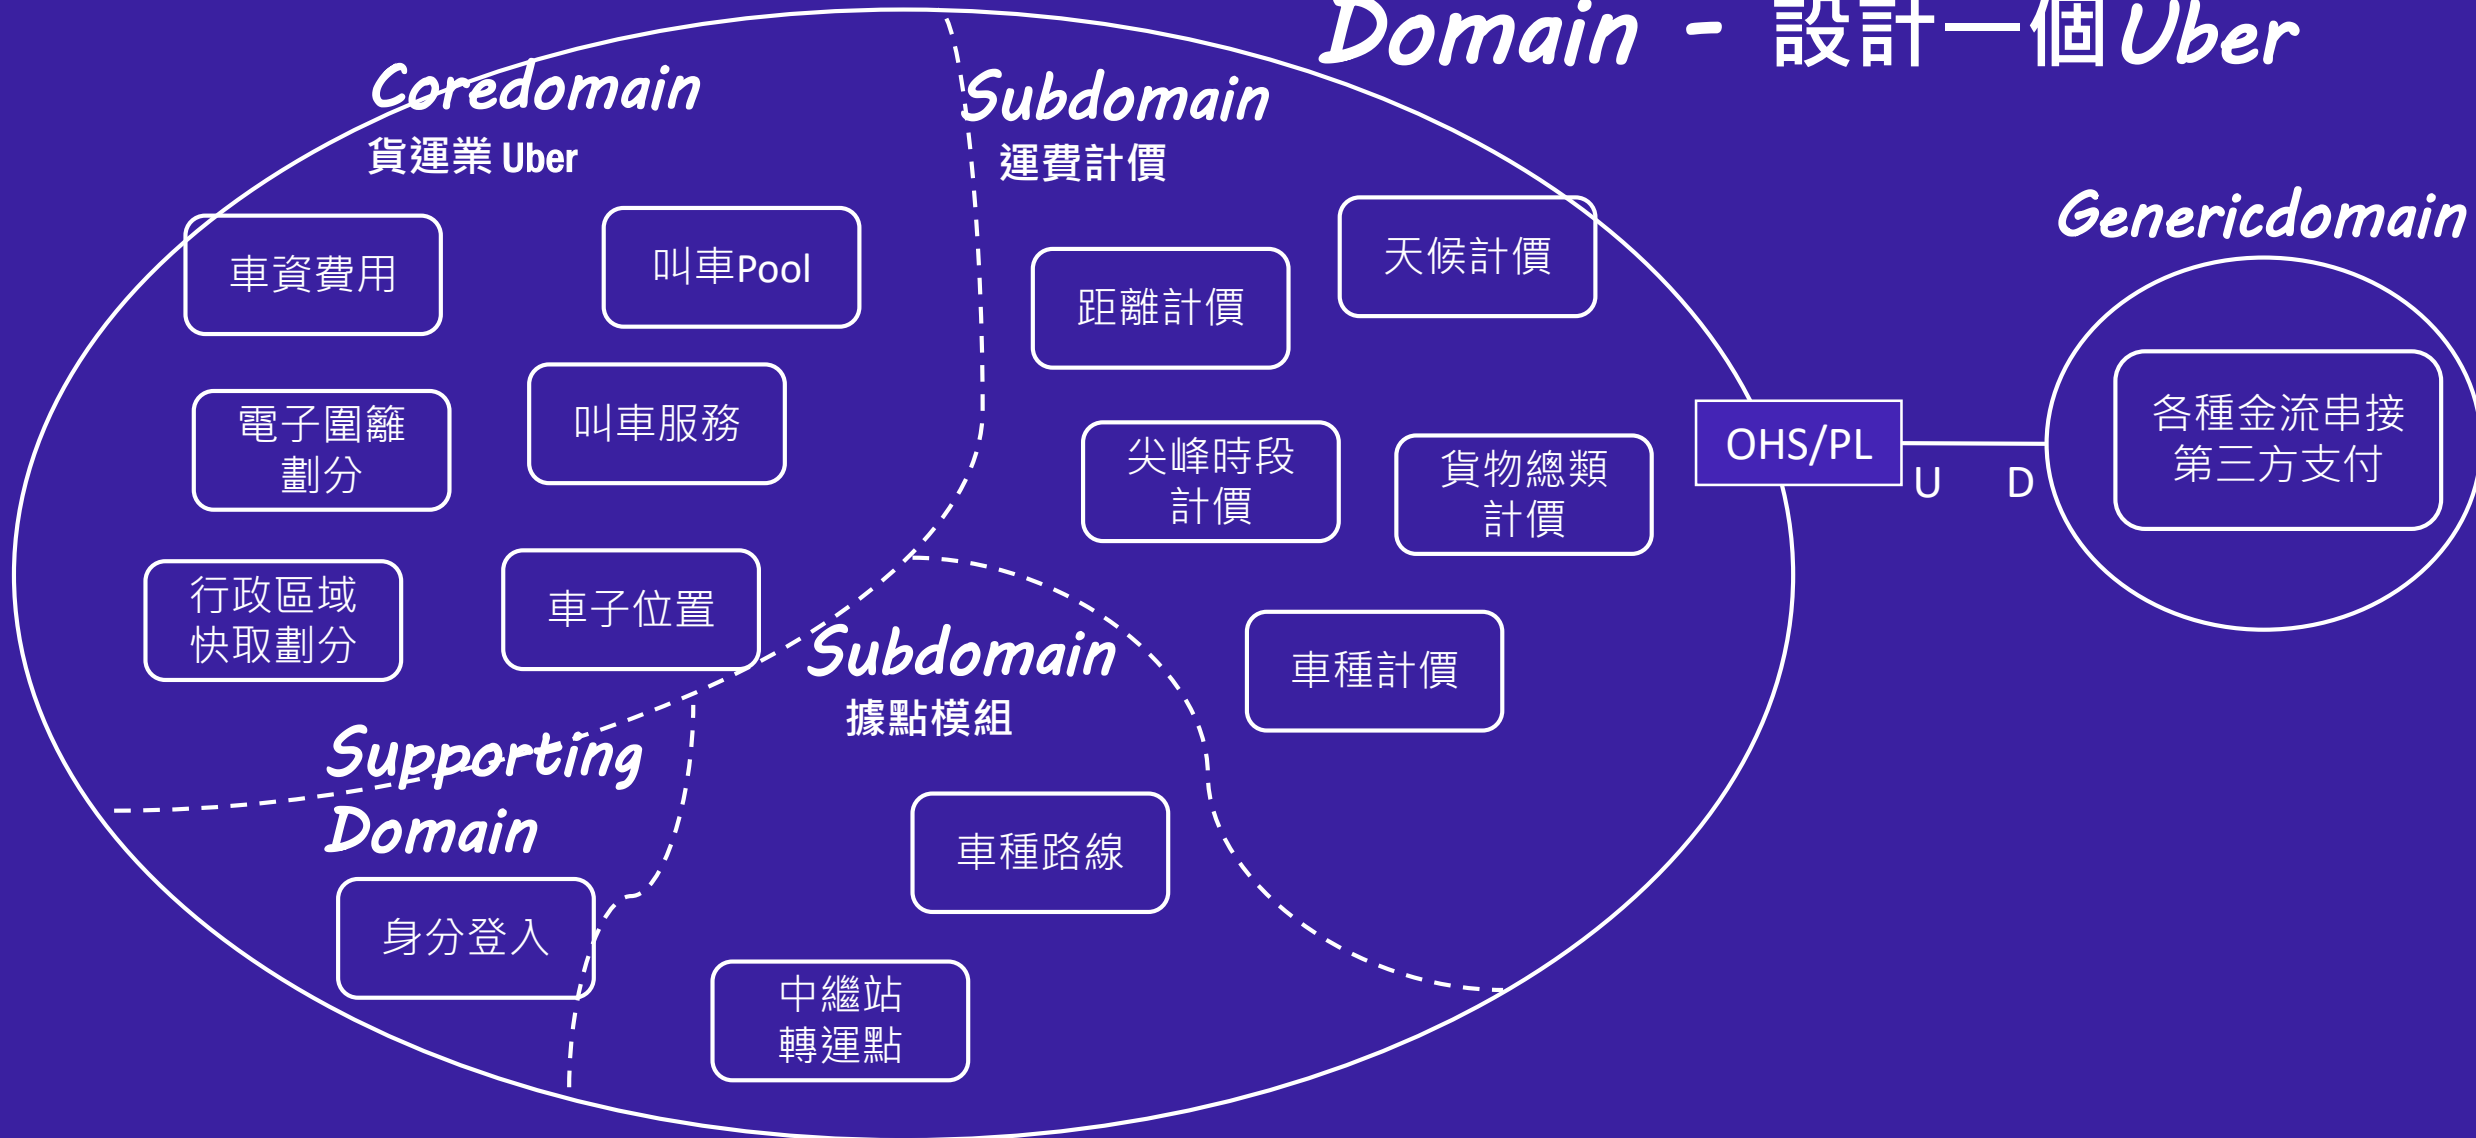 Domain - 設計一個Uber
Coredomain
貨運業 Uber
車資費用
叫車Pool
電子圍籬
劃分
叫車服務
行政區域
快取劃分
車子位置
Subdomain
運費計價
天候計價
距離計價
尖峰時段
計價
貨物總類
計價
車種計價
Subdomain
據點模組
車種路線
中繼站
轉運點
Supporting
Domain
身分登入
OHS/PL
U D
Genericdomain
各種金流串接
第三方支付